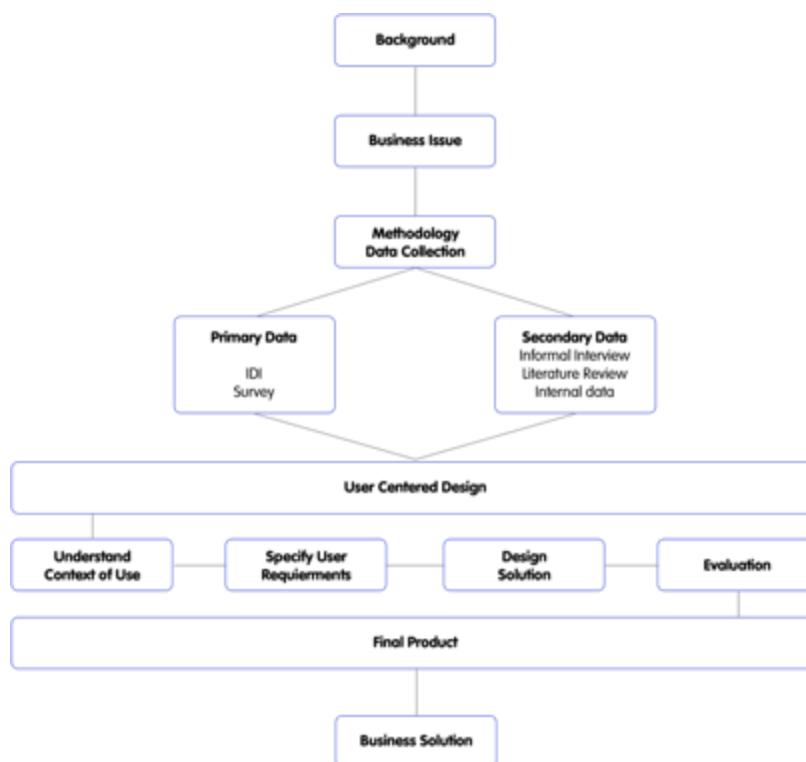 Background
Business Issue
Methodology
Data Collection
Primary Data
IDI
Survey
Secondary Data
Informal Interview
Literature Review
Internal data
User Centered Design
Understand
Context of Use
Specify User
Requierments
Design
Solution
Evaluation
Final Product
Business Solution